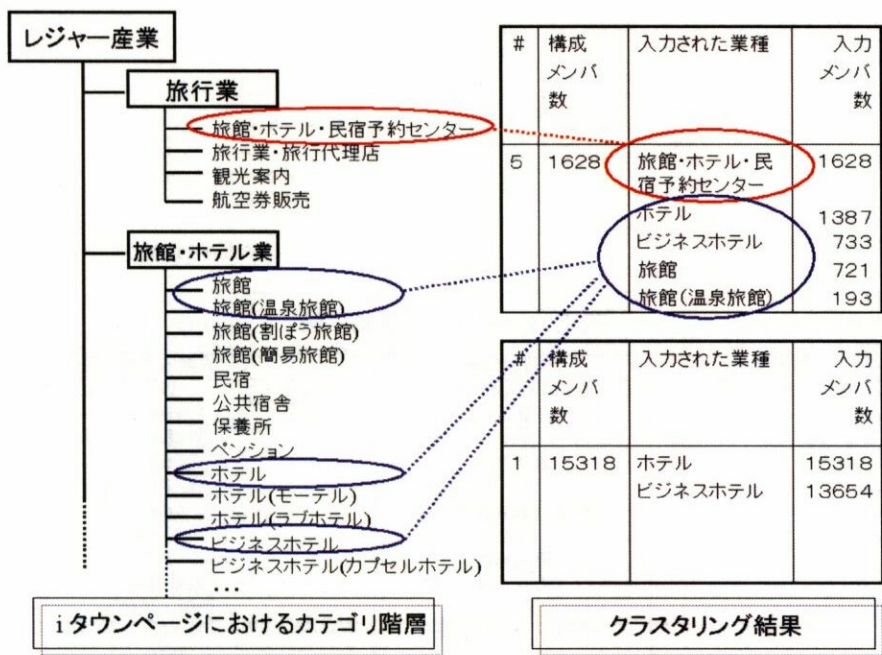 レジャー産業
旅行業
旅館・ホテル・民宿予約センター
旅行業・旅行代理店
観光案内
航空券販売
旅館・ホテル業
旅館
旅館(温泉旅館)
旅館(割ぽう旅館)
旅館(簡易旅館)
民宿
公共宿舎
保養所
ペンション
ホテル
ホテル(モーテル)
ホテル(ラブホテル)
ビジネスホテル
ビジネスホテル(カプセルホテル)
...
iタウンページにおけるカテゴリ階層
# 構成 入力された業種 入力
メンバ メンバ
数 数
5 1628 旅館・ホテル・民 1628
宿予約センター
ホテル 1387
ビジネスホテル 733
旅館 721
旅館(温泉旅館) 193
# 構成 入力された業種 入力
メンバ メンバ
数 数
1 15318 ホテル 15318
ビジネスホテル 13654
クラスタリング結果